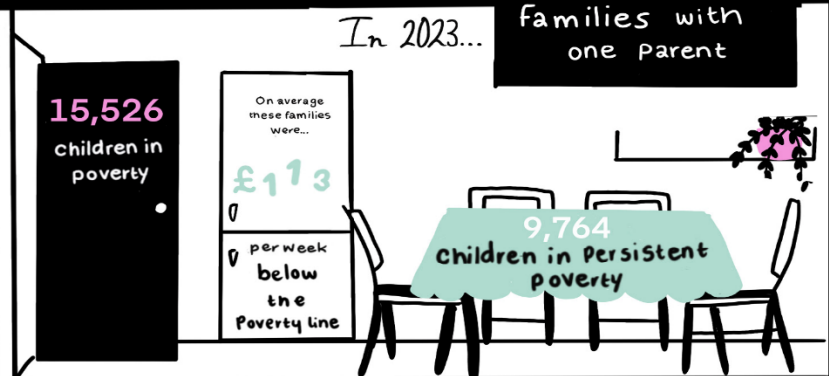 In 2023...
Families with
one Parent
15,526
children in
poverty
On average
these families
were...
£113
per week
below
the
Poverty line
9,764
Children in Persistent
Poverty